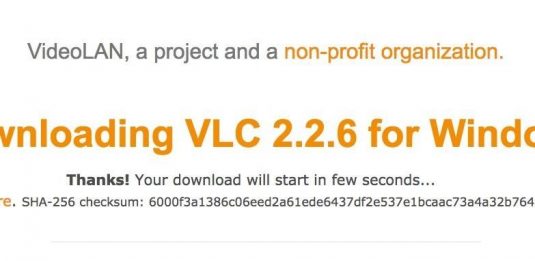 VideoLAN, a project and a non-profit organization.
wnloading VLC 2.2.6 for Windo
Thanks! Your download will start in few seconds...
re. SHA-256 checksum: 6000f3a1386c06eed2a61ede6437df2e537e1bcaac73a4a32b764